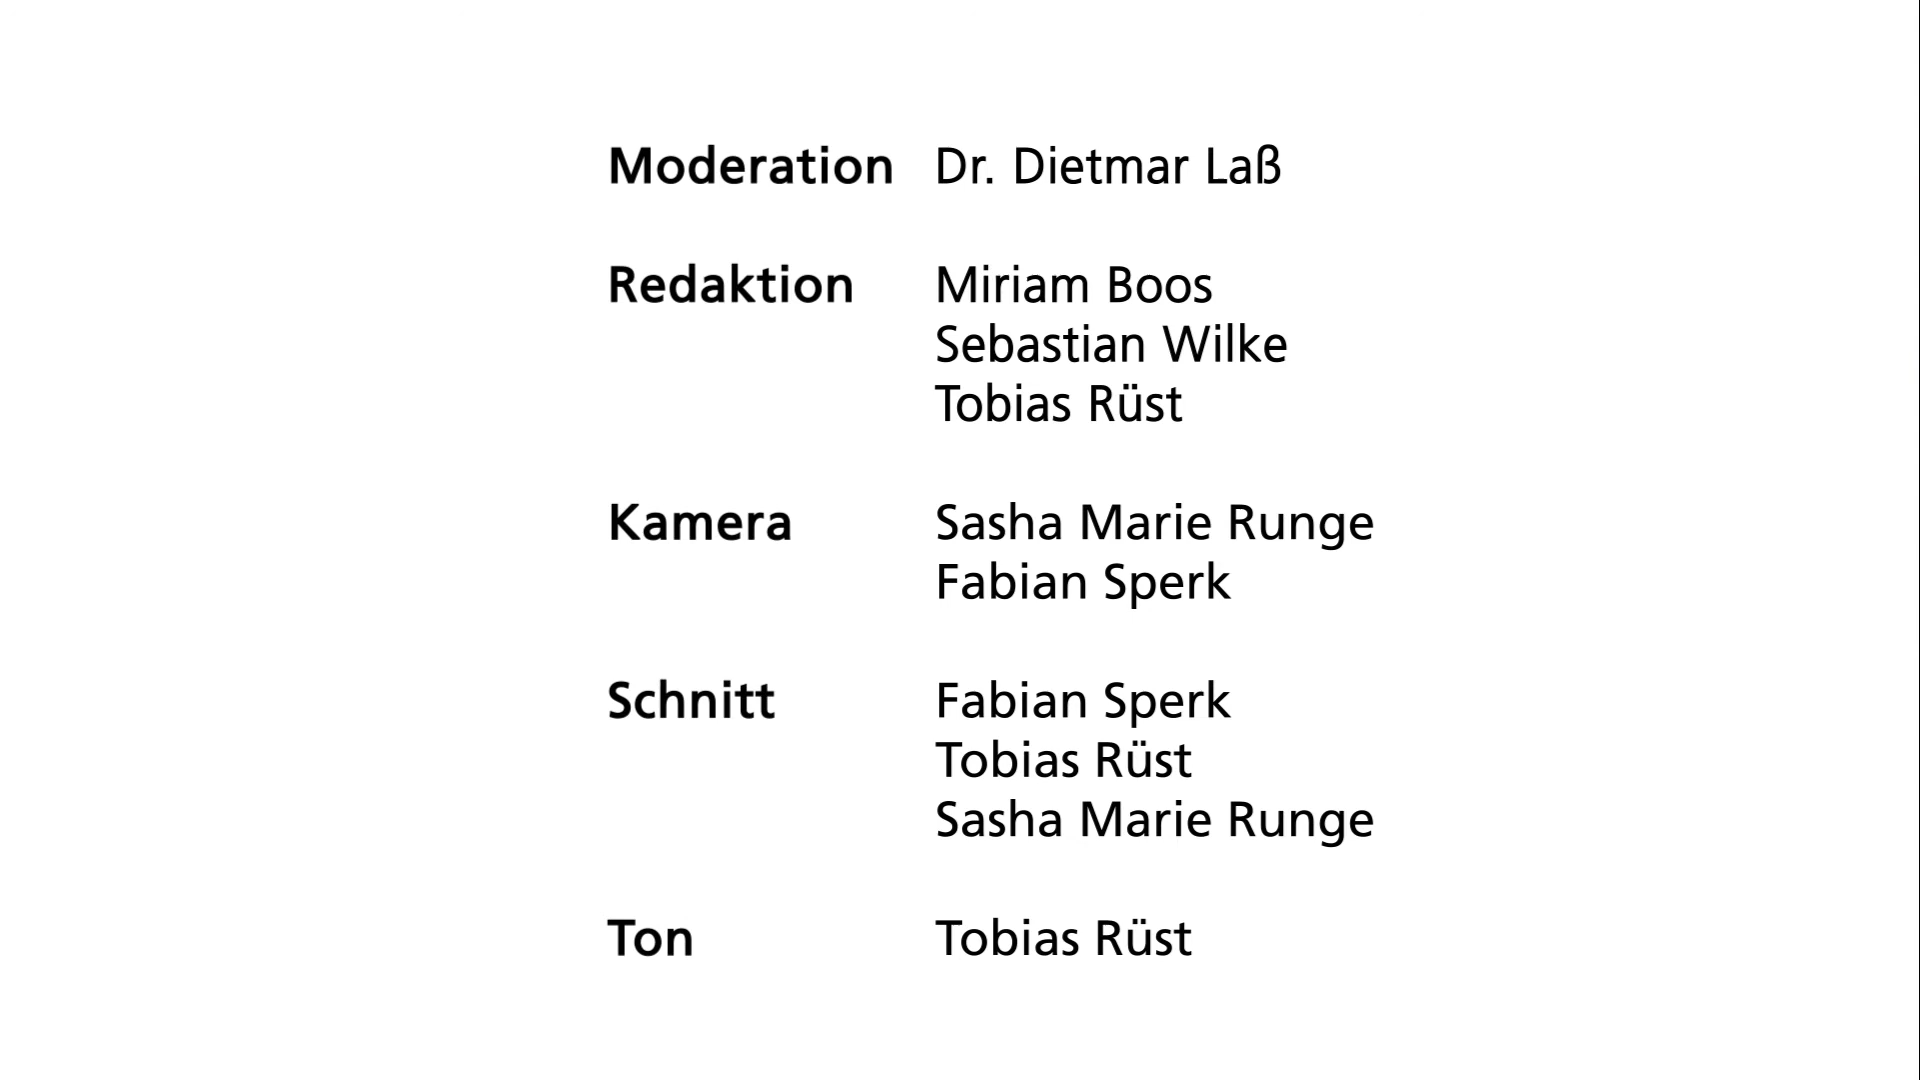 Moderation Dr. Dietmar Laß
Redaktion Miriam Boos
Sebastian Wilke
Tobias Rüst
Kamera Sasha Marie Runge
Fabian Sperk
Schnitt Fabian Sperk
Tobias Rüst
Sasha Marie Runge
Ton Tobias Rüst